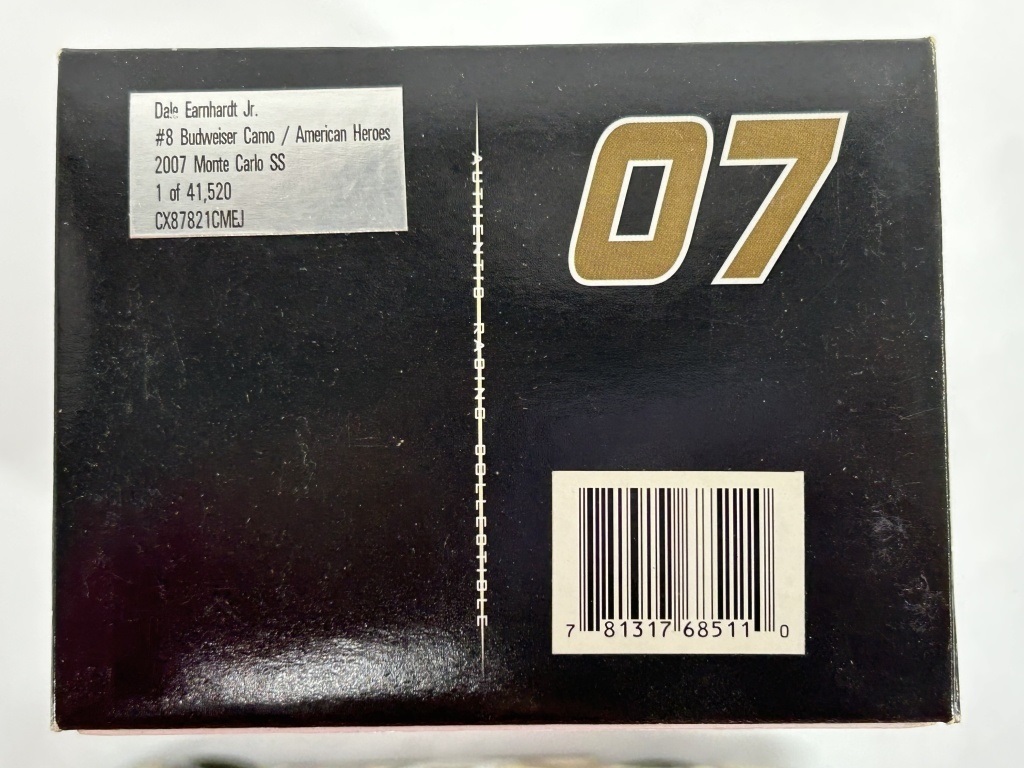 Dale Earnhardt Jr.
#8 Budweiser Camo / American Heroes
2007 Monte Carlo SS
1 of 41,520
CX87821CMEJ
AUTHENTIC RACING COLLECTIBLE
07
7 81317 68511 0